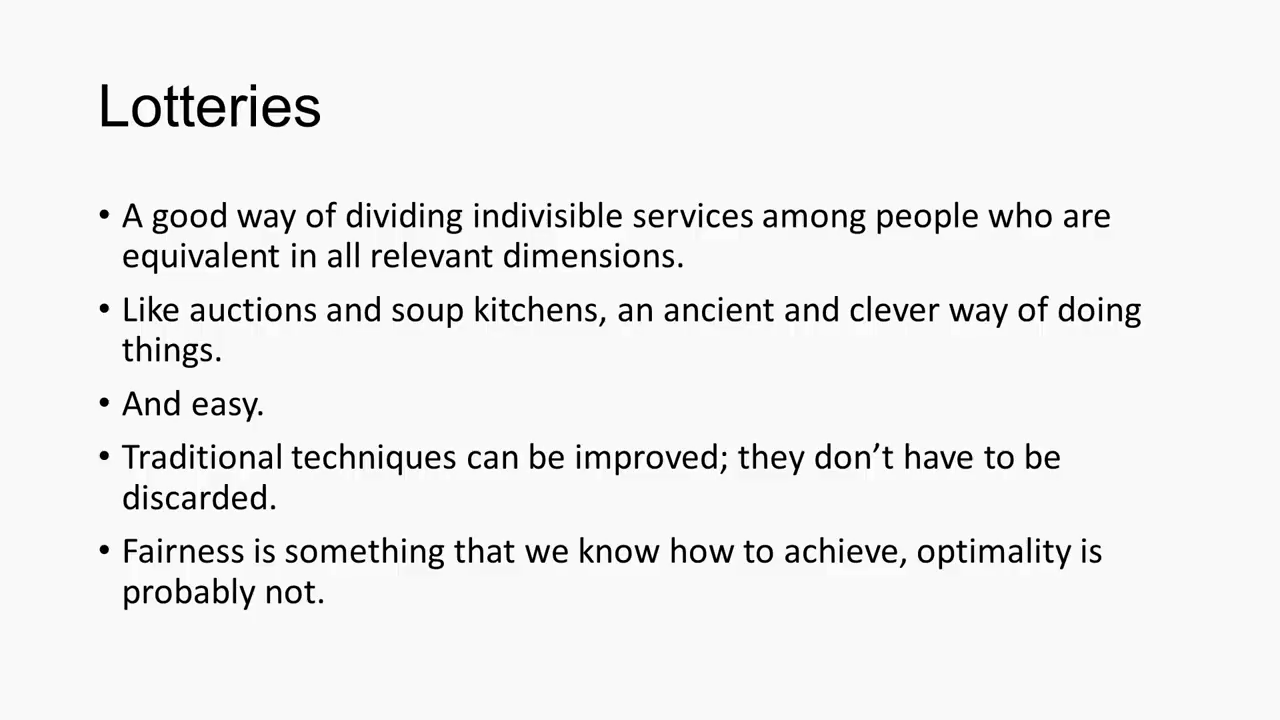 Lotteries
• A good way of dividing indivisible services among people who are
equivalent in all relevant dimensions.
• Like auctions and soup kitchens, an ancient and clever way of doing
things.
• And easy.
• Traditional techniques can be improved; they don’t have to be
discarded.
• Fairness is something that we know how to achieve, optimality is
probably not.